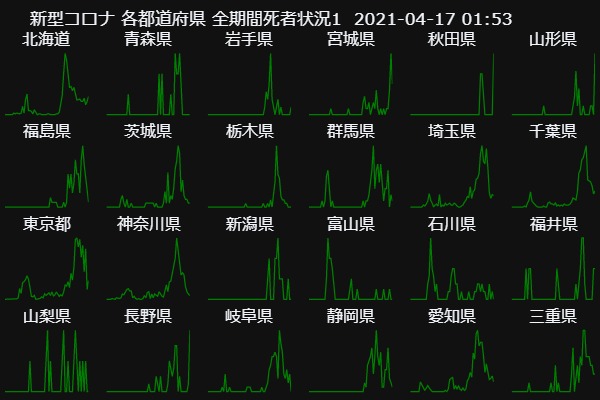 新型コロナ 各都道府県 全期間死者状況1 2021-04-17 01:53
北海道 青森県 岩手県 宮城県 秋田県 山形県
福島県 茨城県 栃木県 群馬県 埼玉県 千葉県
東京都 神奈川県 新潟県 富山県 石川県 福井県
山梨県 長野県 岐阜県 静岡県 愛知県 三重県